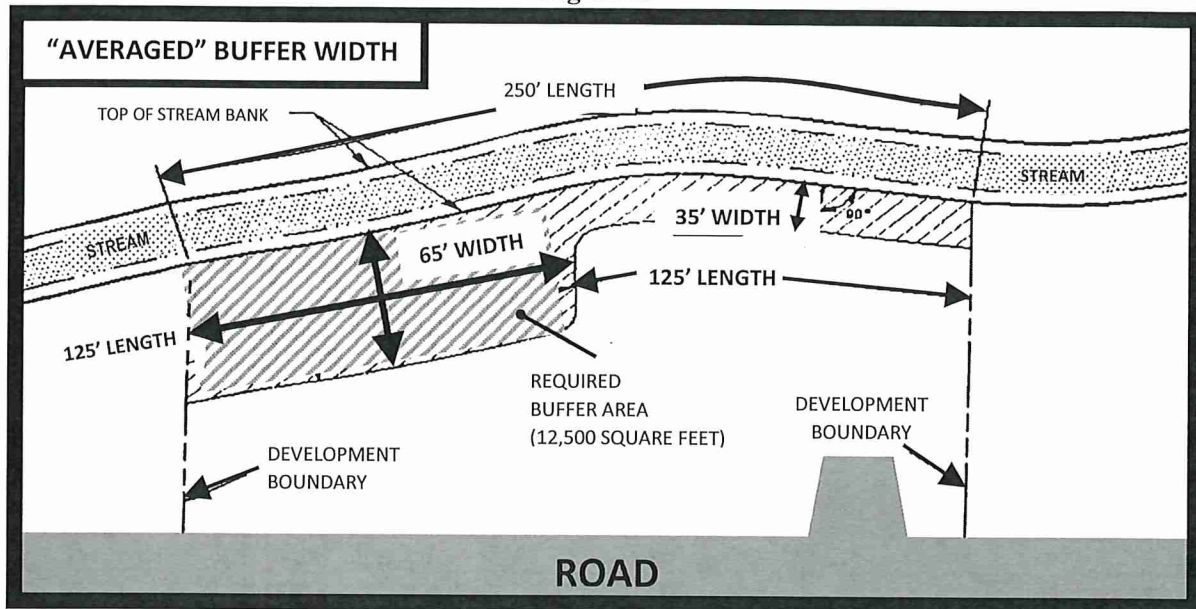 "AVERAGED" BUFFER WIDTH
250' LENGTH
TOP OF STREAM BANK
STREAM
STREAM
35' WIDTH
90°
65' WIDTH
125' LENGTH
125' LENGTH
REQUIRED
BUFFER AREA
(12,500 SQUARE FEET)
DEVELOPMENT
BOUNDARY
DEVELOPMENT
BOUNDARY
ROAD